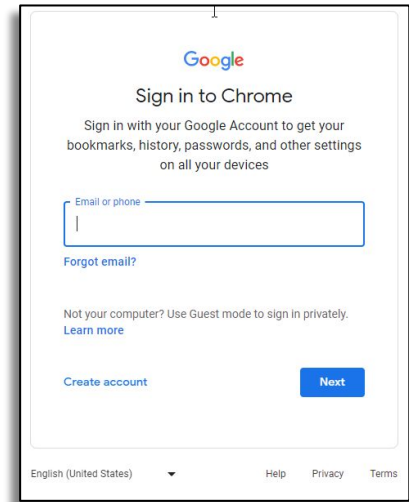 Google
Sign in to Chrome
Sign in with your Google Account to get your
bookmarks, history, passwords, and other settings
on all your devices
Email or phone
Forgot email?
Not your computer? Use Guest mode to sign in privately.
Learn more
Create account
Next
English (United States)
Help
Privacy
Terms